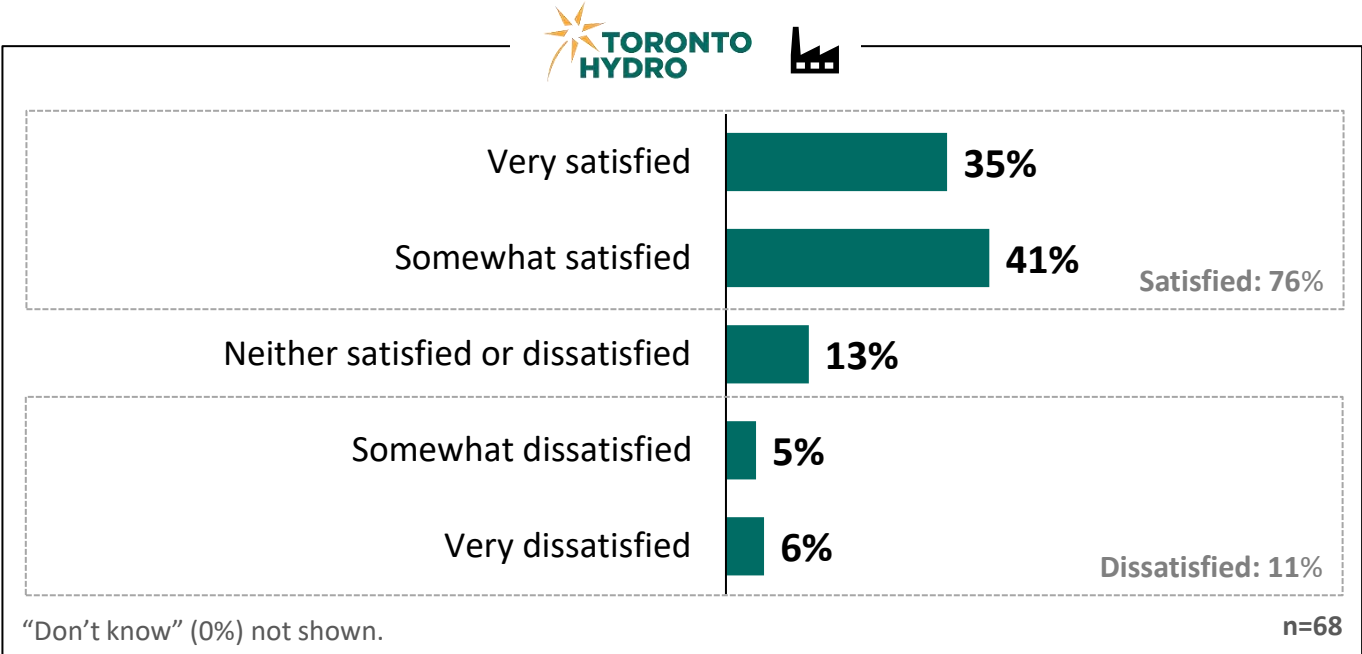 TORONTO
HYDRO
Very satisfied 35%
Somewhat satisfied 41%
Satisfied: 76%
Neither satisfied or dissatisfied 13%
Somewhat dissatisfied 5%
Very dissatisfied 6%
Dissatisfied: 11%
“Don’t know” (0%) not shown. n=68